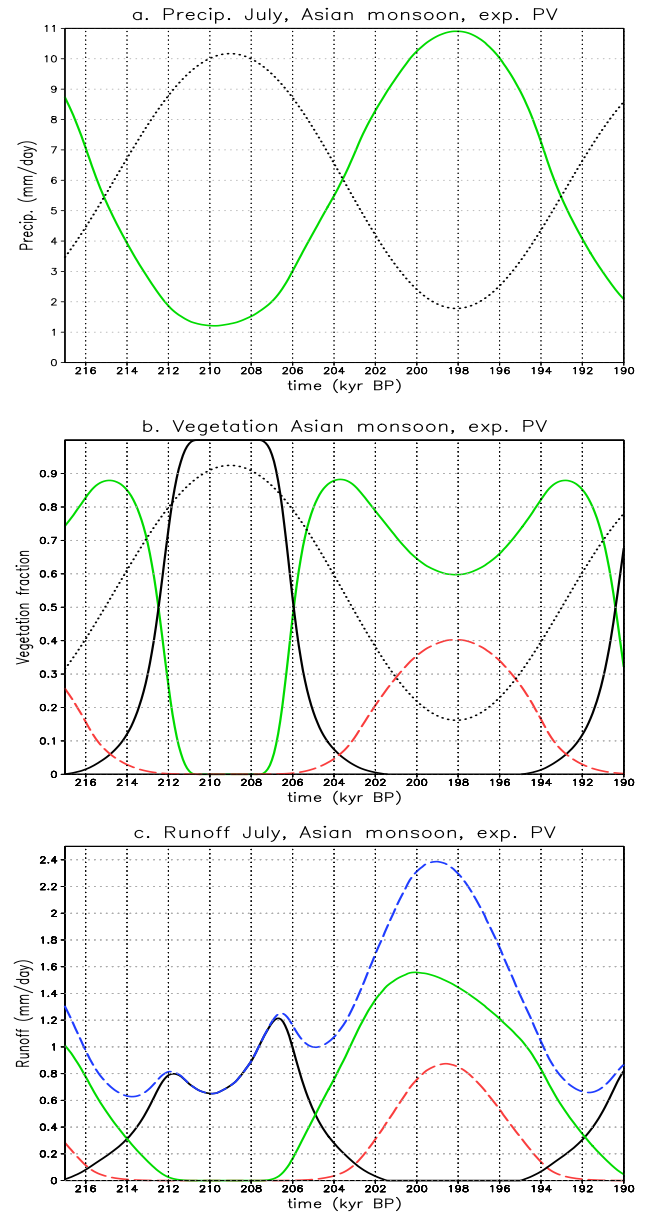 a. Precip. July, Asian monsoon, exp. PV
11
10
9
8
7
6
5
4
3
2
1
0
Precip. (mm/day)
216 214 212 210 208 206 204 202 200 198 196 194 192 190
time (kyr BP)
b. Vegetation Asian monsoon, exp. PV
0.9
0.8
0.7
0.6
0.5
0.4
0.3
0.2
0.1
0
Vegetation fraction
216 214 212 210 208 206 204 202 200 198 196 194 192 190
time (kyr BP)
c. Runoff July, Asian monsoon, exp. PV
2.4
2.2
2
1.8
1.6
1.4
1.2
1
0.8
0.6
0.4
0.2
0
Runoff (mm/day)
216 214 212 210 208 206 204 202 200 198 196 194 192 190
time (kyr BP)